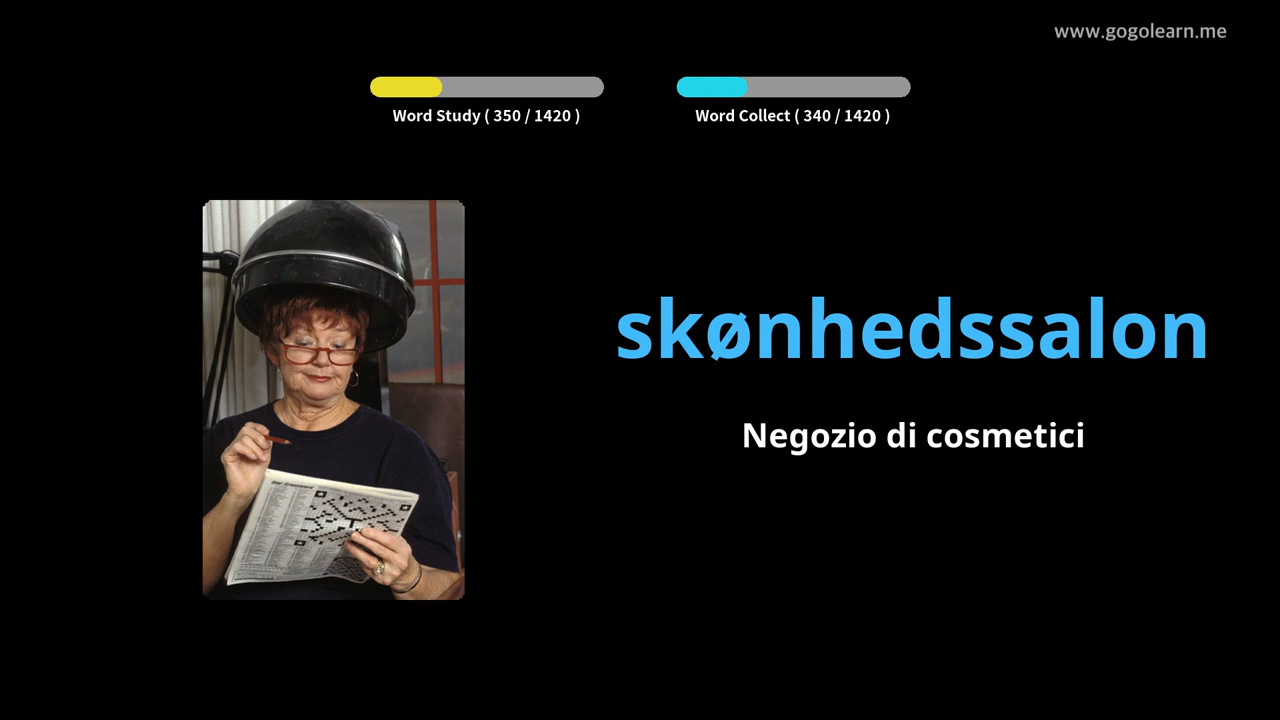 www.gogolearn.me
Word Study ( 350 / 1420 )
Word Collect ( 340 / 1420 )
skønhedssalon
Negozio di cosmetici